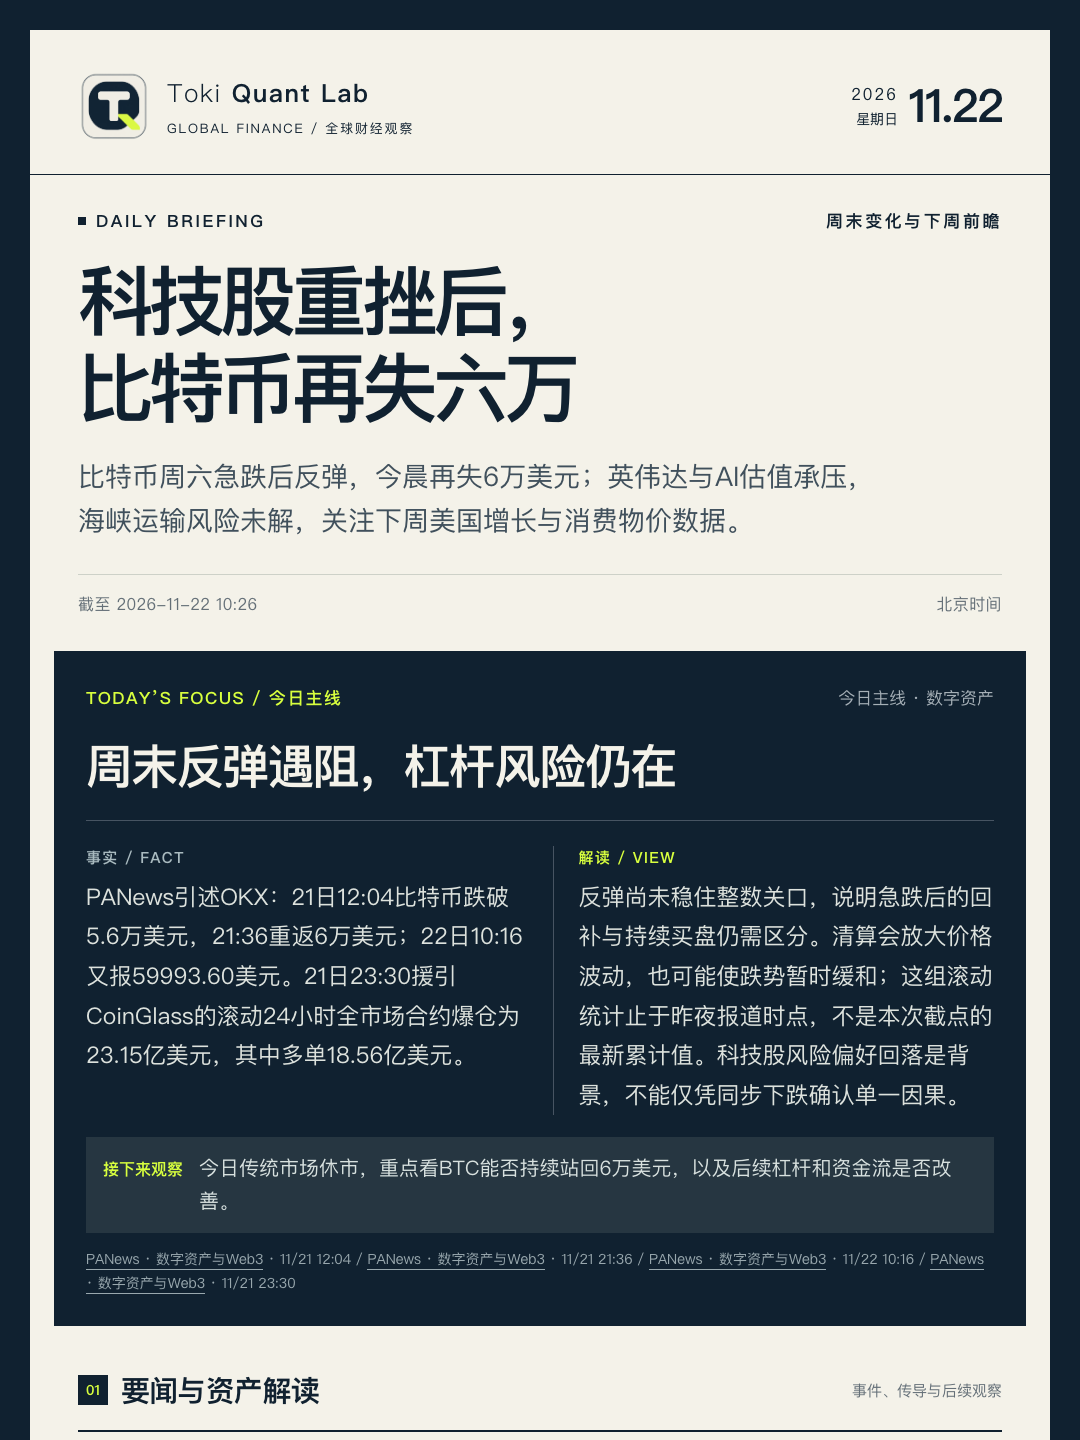 Toki Quant Lab
GLOBAL FINANCE / 全球财经观察
2026
星期日
11.22
DAILY BRIEFING
周末变化与下周前瞻
科技股重挫后，
比特币再失六万
比特币周六急跌后反弹，今晨再失6万美元；英伟达与AI估值承压，
海峡运输风险未解，关注下周美国增长与消费物价数据。
截至 2026-11-22 10:26
北京时间
TODAY'S FOCUS / 今日主线
今日主线 · 数字资产
周末反弹遇阻，杠杆风险仍在
事实 / FACT
PANews引述OKX：21日12:04比特币跌破
5.6万美元，21:36重返6万美元；22日10:16
又报59993.60美元。21日23:30援引
CoinGlass的滚动24小时全市场合约爆仓为
23.15亿美元，其中多单18.56亿美元。
解读 / VIEW
反弹尚未稳住整数关口，说明急跌后的回
补与持续买盘仍需区分。清算会放大价格
波动，也可能使跌势暂时缓和；这组滚动
统计止于昨夜报道时点，不是本次截点的
最新累计值。科技股风险偏好回落是背
景，不能仅凭同步下跌确认单一因果。
接下来观察
今日传统市场休市，重点看BTC能否持续站回6万美元，以及后续杠杆和资金流是否改
善。
PANews · 数字资产与Web3 · 11/21 12:04 / PANews · 数字资产与Web3 · 11/21 21:36 / PANews · 数字资产与Web3 · 11/22 10:16 / PANews
· 数字资产与Web3 · 11/21 23:30
01
要闻与资产解读
事件、传导与后续观察